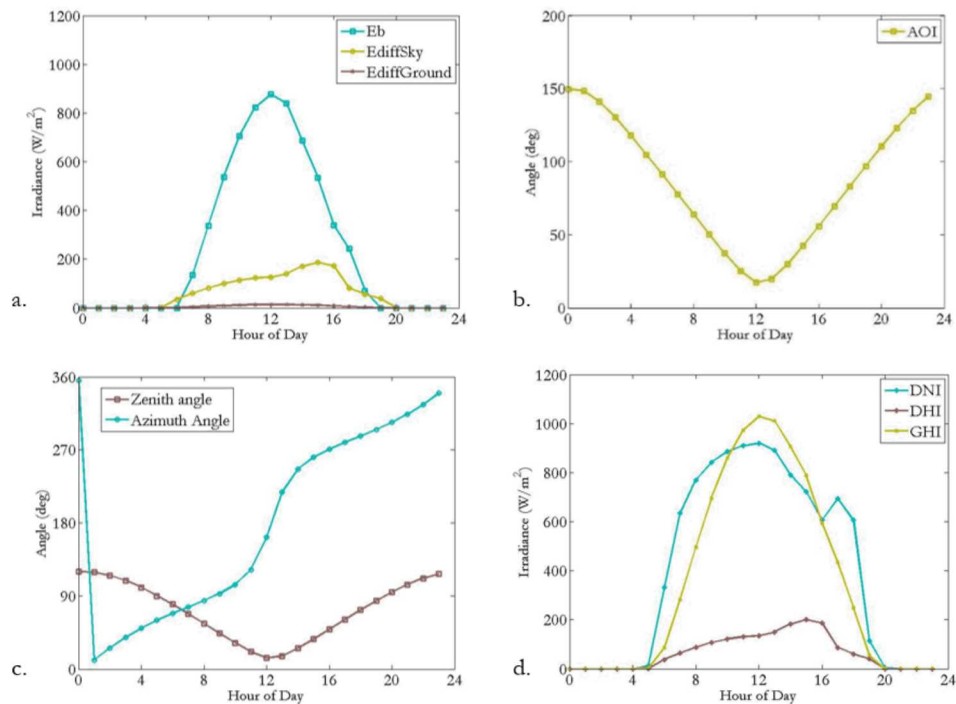 1200
1000
800
600
400
200
0
Irradiance (W/m²)
Eb
EdiffSky
EdiffGround
0 4 8 12 16 20 24
Hour of Day
a.
200
150
100
50
0
Angle (deg)
AOI
0 4 8 12 16 20 24
Hour of Day
b.
360
270
180
90
0
Angle (deg)
Zenith angle
Azimuth Angle
0 4 8 12 16 20 24
Hour of Day
c.
1200
1000
800
600
400
200
0
Irradiance (W/m²)
DNI
DHI
GHI
0 4 8 12 16 20 24
Hour of Day
d.